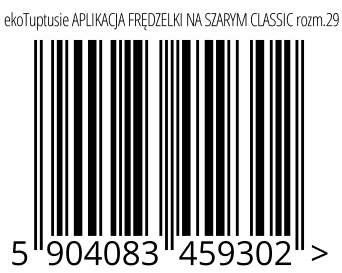 ekoTuptusie APLIKACJA FRĘDZELKI NA SZARYM CLASSIC rozm.29
5 904083 459302 >